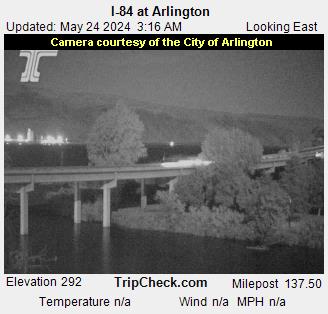 I-84 at Arlington
Updated: May 24 2024 3:16 AM Looking East
Camera courtesy of the City of Arlington
Elevation 292 TripCheck.com Milepost 137.50
Temperature n/a Wind n/a MPH n/a